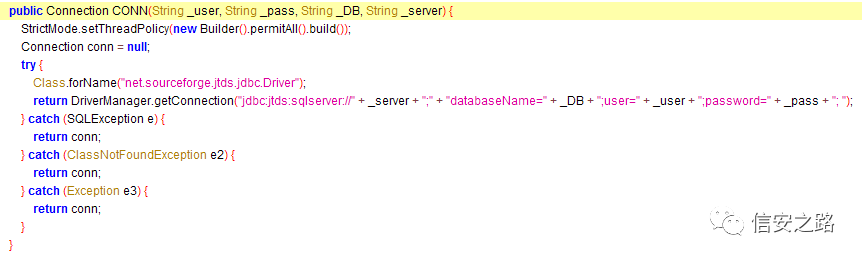 public Connection CONN(String _user, String _pass, String _DB, String _server) {
StrictMode.setThreadPolicy(new Builder().permitAll().build());
Connection conn = null;
try {
Class.forName("net.sourceforge.jtds.jdbc.Driver");
return DriverManager.getConnection("jdbc:jtds:sqlserver://" + _server + ";" + "databaseName=" + _DB + ";user=" + _user + ";password=" + _pass + "; ");
} catch (SQLException e) {
return conn;
} catch (ClassNotFoundException e2) {
return conn;
} catch (Exception e3) {
return conn;
}
}
信安之路